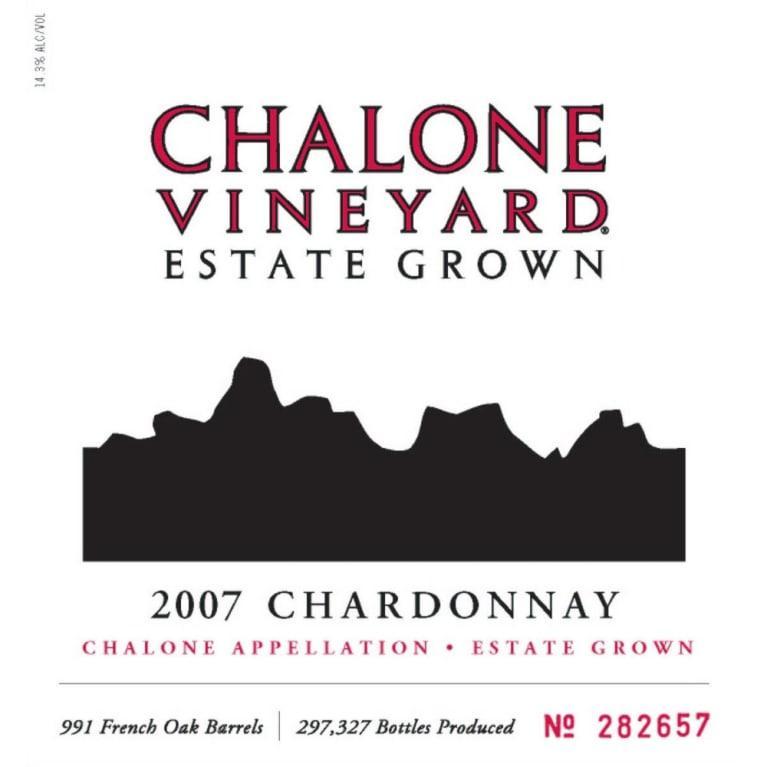 14.3% ALC/VOL
CHALONE
VINEYARD®
ESTATE GROWN
2007 CHARDONNAY
CHALONE APPELLATION • ESTATE GROWN
991 French Oak Barrels | 297,327 Bottles Produced Nº 282657